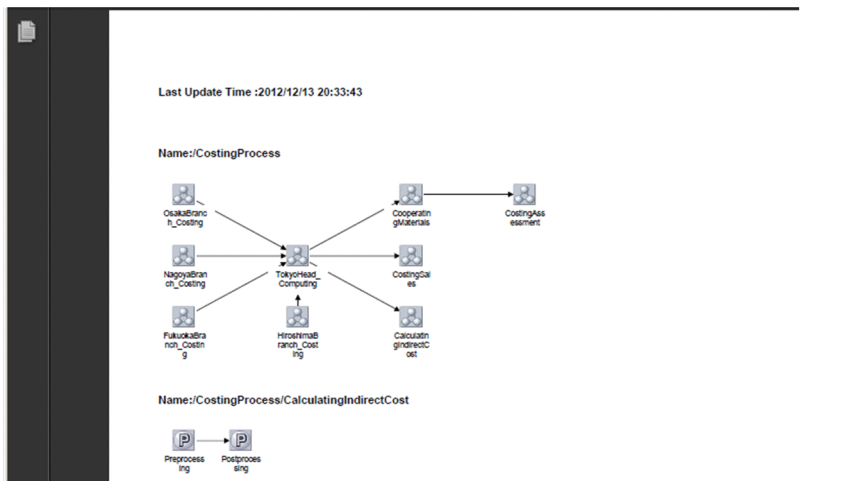 Last Update Time :2012/12/13 20:33:43
Name:/CostingProcess
OsakaBranc
h_Costing
Cooperatin
gMaterials
CostingAss
essment
NagoyaBran
ch_Costing
TokyoHead_
Computing
CostingSal
es
FukuokaBra
nch_Costin
g
HiroshimaB
ranch_Cost
ing
Calculatin
gIndirectC
ost
Name:/CostingProcess/CalculatingIndirectCost
P
P
Preprocess
ing
Postproces
sing